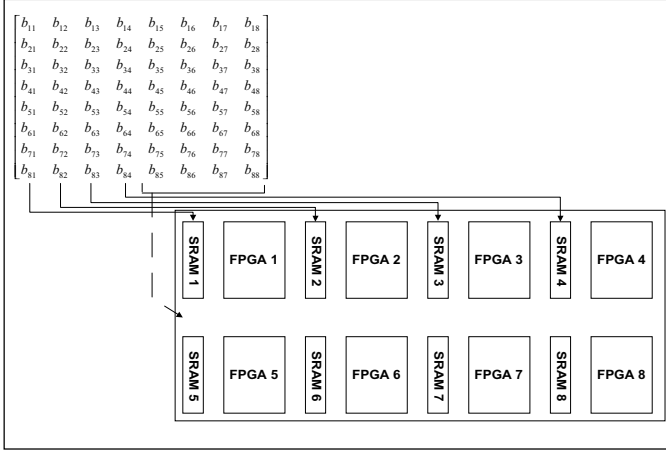 b11 b12 b13 b14 b15 b16 b17 b18
b21 b22 b23 b24 b25 b26 b27 b28
b31 b32 b33 b34 b35 b36 b37 b38
b41 b42 b43 b44 b45 b46 b47 b48
b51 b52 b53 b54 b55 b56 b57 b58
b61 b62 b63 b64 b65 b66 b67 b68
b71 b72 b73 b74 b75 b76 b77 b78
b81 b82 b83 b84 b85 b86 b87 b88
SRAM 1 FPGA 1 SRAM 2 FPGA 2 SRAM 3 FPGA 3 SRAM 4 FPGA 4
SRAM 5 FPGA 5 SRAM 6 FPGA 6 SRAM 7 FPGA 7 SRAM 8 FPGA 8